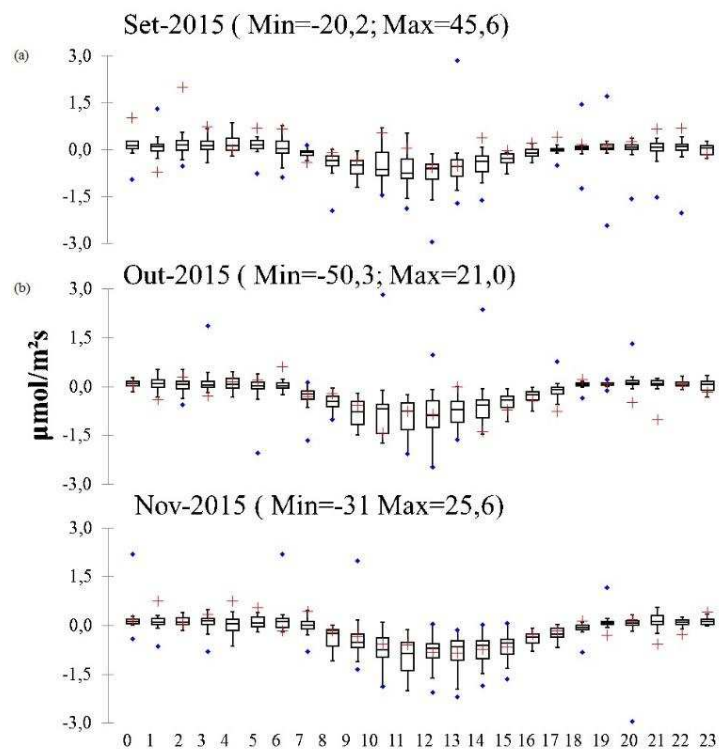 Set-2015 ( Min=-20,2; Max=45,6)
(a)
3,0
1,5
0,0
-1,5
-3,0
Out-2015 ( Min=-50,3; Max=21,0)
(b)
3,0
1,5
0,0
-1,5
-3,0
µmol/m²s
Nov-2015 ( Min=-31 Max=25,6)
3,0
1,5
0,0
-1,5
-3,0
0 1 2 3 4 5 6 7 8 9 10 11 12 13 14 15 16 17 18 19 20 21 22 23